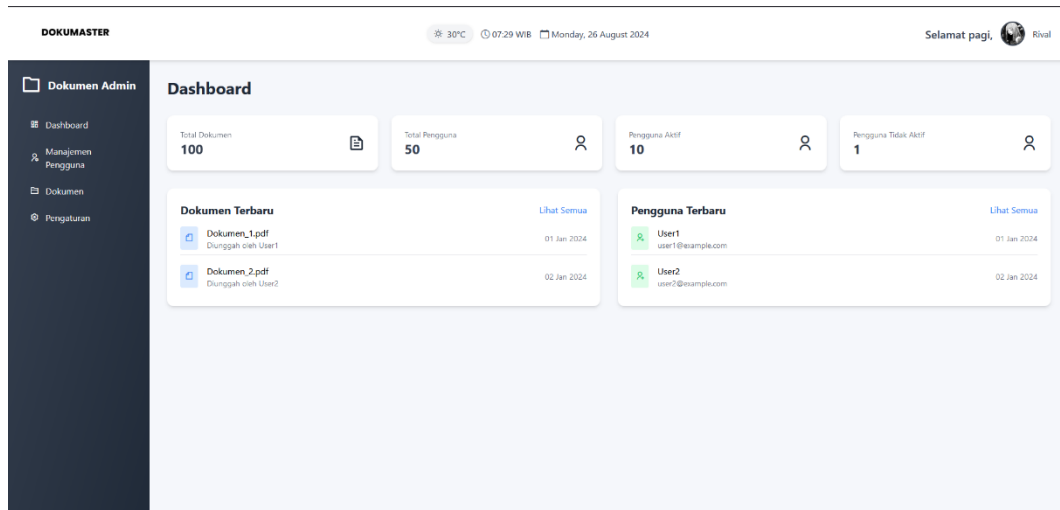 DOKUMASTER
30°C 07:29 WIB Monday, 26 August 2024
Selamat pagi, Rival
Dokumen Admin
Dashboard
Manajemen
Pengguna
Dokumen
Pengaturan
Dashboard
Total Dokumen
100
Total Pengguna
50
Pengguna Aktif
10
Pengguna Tidak Aktif
1
Dokumen Terbaru Lihat Semua
Dokumen_1.pdf
Diunggah oleh User1
01 Jan 2024
Dokumen_2.pdf
Diunggah oleh User2
02 Jan 2024
Pengguna Terbaru Lihat Semua
User1
user1@example.com
01 Jan 2024
User2
user2@example.com
02 Jan 2024